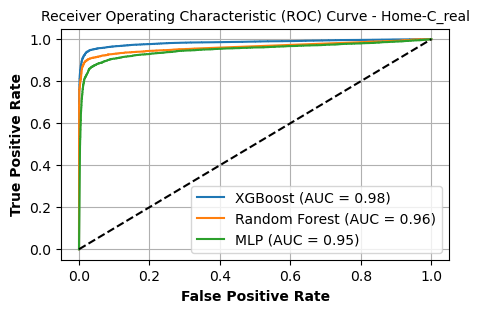 Receiver Operating Characteristic (ROC) Curve - Home-C_real
True Positive Rate
1.0
0.8
0.6
0.4
0.2
0.0
XGBoost (AUC = 0.98)
Random Forest (AUC = 0.96)
MLP (AUC = 0.95)
0.0 0.2 0.4 0.6 0.8 1.0
False Positive Rate